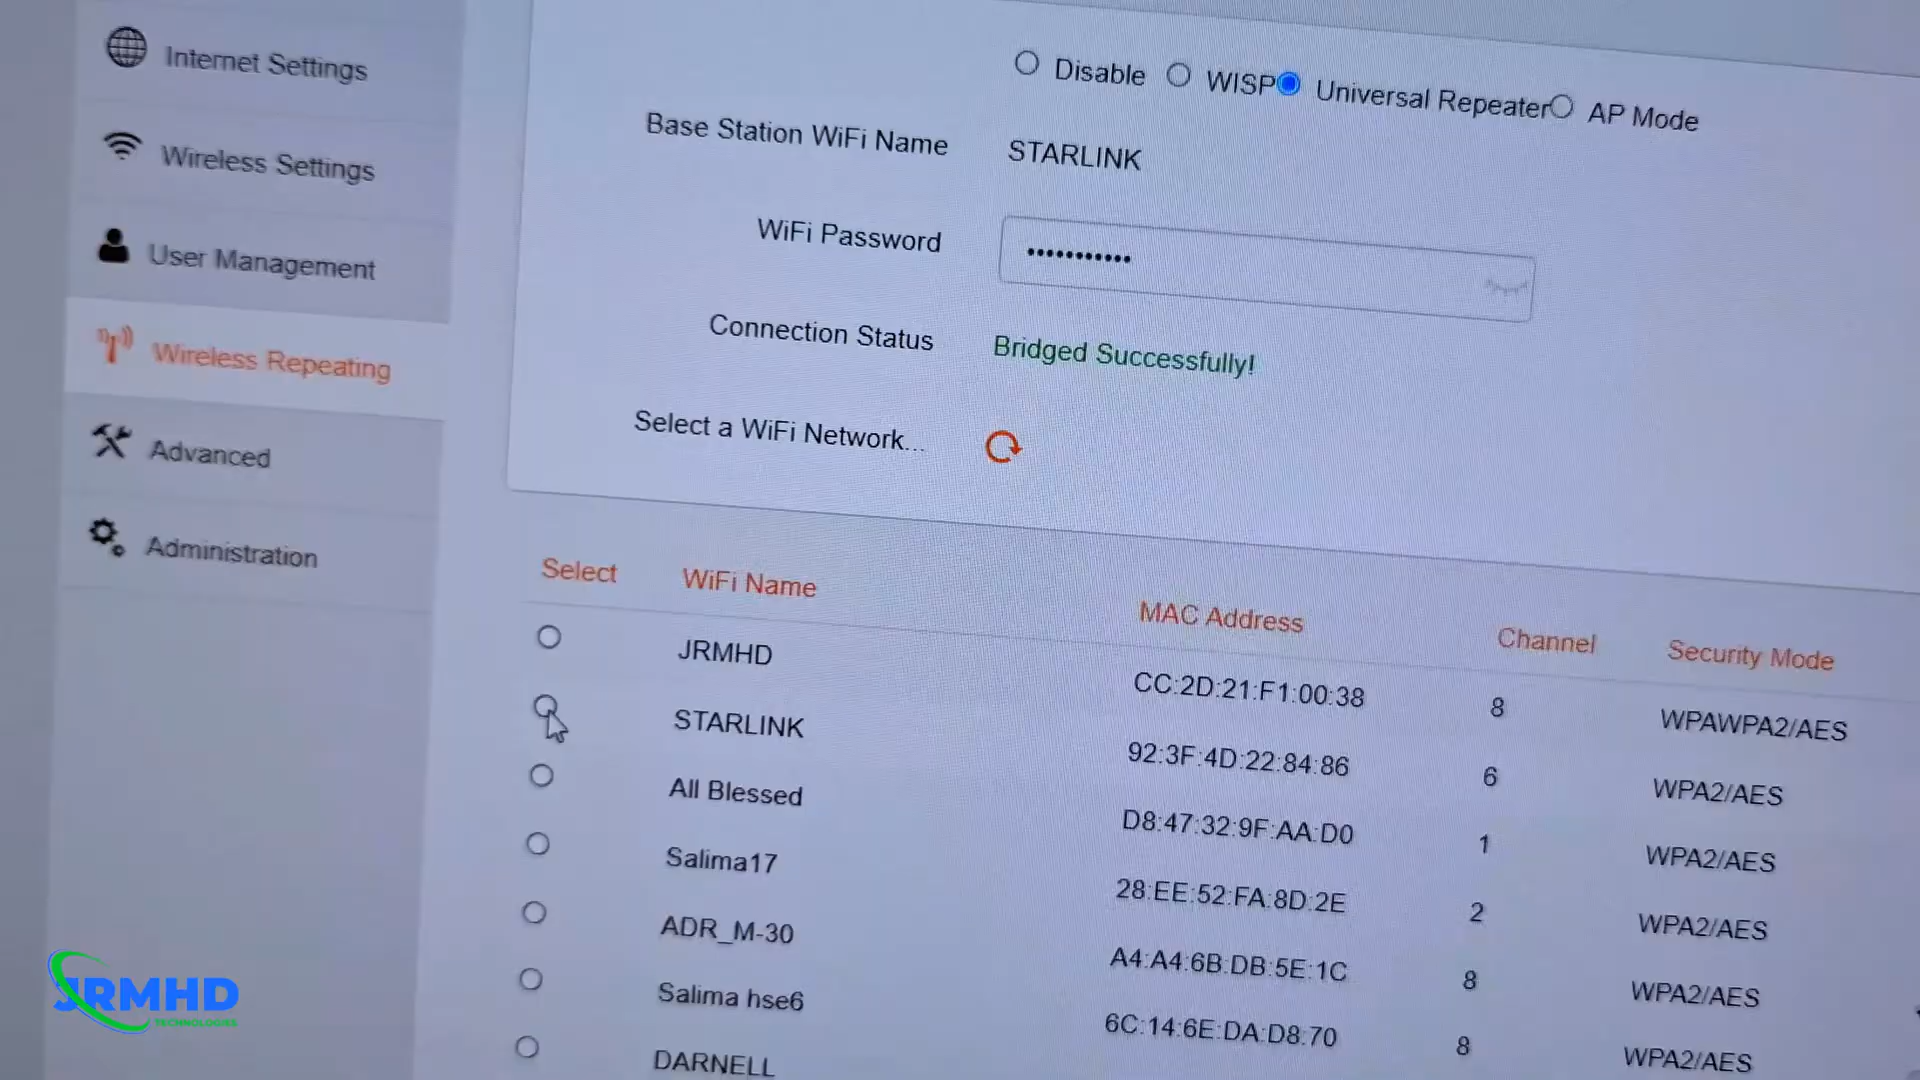 Internet Settings
Wireless Settings
User Management
Wireless Repeating
Advanced
Administration
Disable WISP Universal Repeater AP Mode
Base Station WiFi Name STARLINK
WiFi Password •••••••••••
Connection Status Bridged Successfully!
Select a WiFi Network...
Select WiFi Name MAC Address Channel Security Mode
JRMHD CC:2D:21:F1:00:38 8 WPAWPA2/AES
STARLINK 92:3F:4D:22:84:86 6 WPA2/AES
All Blessed D8:47:32:9F:AA:D0 1 WPA2/AES
Salima17 28:EE:52:FA:8D:2E 2 WPA2/AES
ADR_M-30 A4:A4:6B:DB:5E:1C 8 WPA2/AES
Salima hse6 6C:14:6E:DA:D8:70 8 WPA2/AES
DARNELL
JRMHD
TECHNOLOGIES